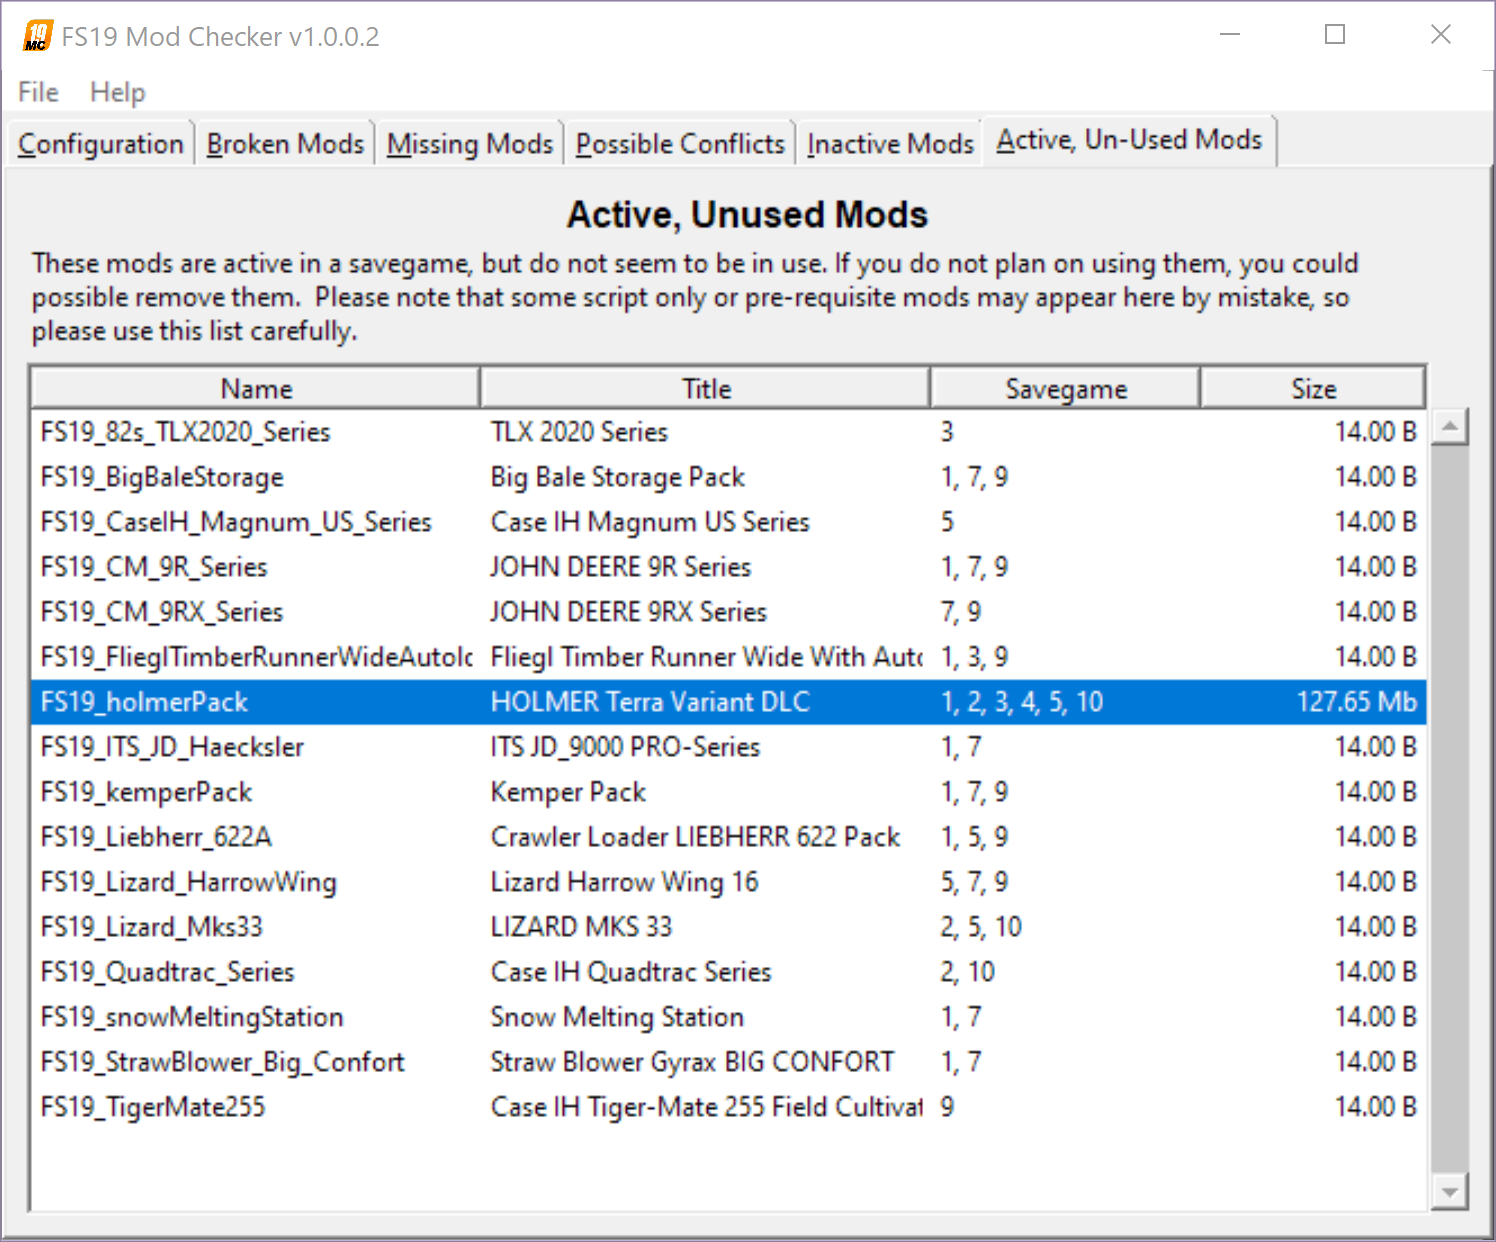 19 MC FS19 Mod Checker v1.0.0.2
File Help
Configuration Broken Mods Missing Mods Possible Conflicts Inactive Mods Active, Un-Used Mods
Active, Unused Mods
These mods are active in a savegame, but do not seem to be in use. If you do not plan on using them, you could
possible remove them.  Please note that some script only or pre-requisite mods may appear here by mistake, so
please use this list carefully.
Name Title Savegame Size
FS19_82s_TLX2020_Series TLX 2020 Series 3 14.00 B
FS19_BigBaleStorage Big Bale Storage Pack 1, 7, 9 14.00 B
FS19_CaseIH_Magnum_US_Series Case IH Magnum US Series 5 14.00 B
FS19_CM_9R_Series JOHN DEERE 9R Series 1, 7, 9 14.00 B
FS19_CM_9RX_Series JOHN DEERE 9RX Series 7, 9 14.00 B
FS19_FlieglTimberRunnerWideAutolc Fliegl Timber Runner Wide With Autc 1, 3, 9 14.00 B
FS19_holmerPack HOLMER Terra Variant DLC 1, 2, 3, 4, 5, 10 127.65 Mb
FS19_ITS_JD_Haecksler ITS JD_9000 PRO-Series 1, 7 14.00 B
FS19_kemperPack Kemper Pack 1, 7, 9 14.00 B
FS19_Liebherr_622A Crawler Loader LIEBHERR 622 Pack 1, 5, 9 14.00 B
FS19_Lizard_HarrowWing Lizard Harrow Wing 16 5, 7, 9 14.00 B
FS19_Lizard_Mks33 LIZARD MKS 33 2, 5, 10 14.00 B
FS19_Quadtrac_Series Case IH Quadtrac Series 2, 10 14.00 B
FS19_snowMeltingStation Snow Melting Station 1, 7 14.00 B
FS19_StrawBlower_Big_Confort Straw Blower Gyrax BIG CONFORT 1, 7 14.00 B
FS19_TigerMate255 Case IH Tiger-Mate 255 Field Cultivat 9 14.00 B